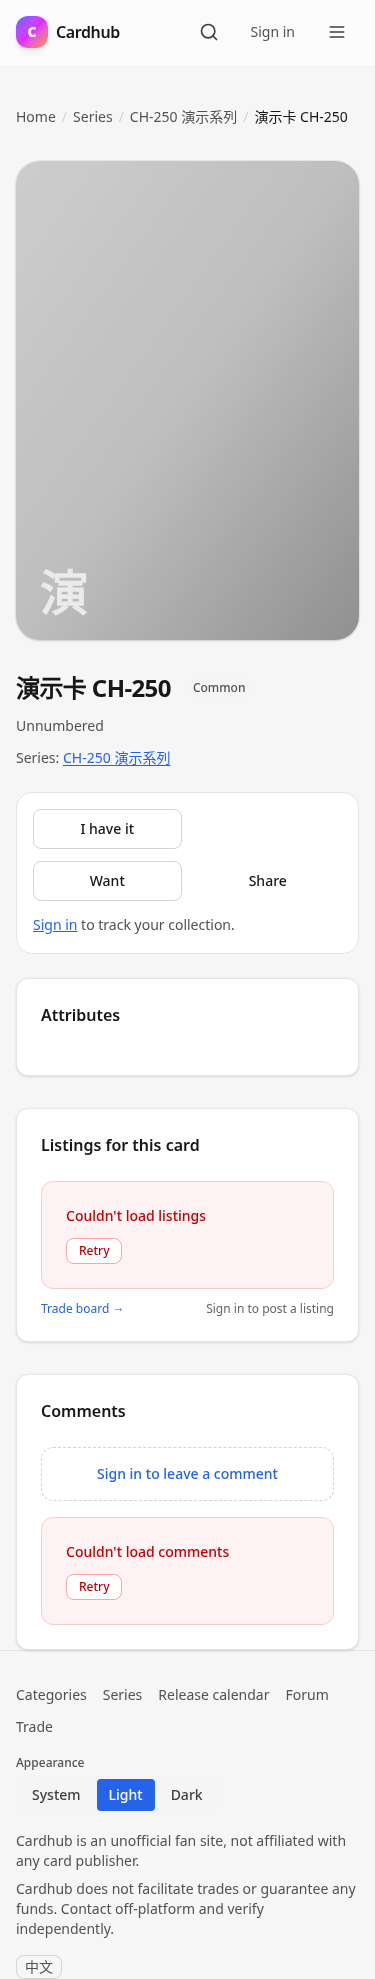 C Cardhub Sign in
Home / Series / CH-250 演示系列 / 演示卡 CH-250
演
演示卡 CH-250 Common
Unnumbered
Series: CH-250 演示系列
I have it
Want Share
Sign in to track your collection.
Attributes
Listings for this card
Couldn't load listings
Retry
Trade board → Sign in to post a listing
Comments
Sign in to leave a comment
Couldn't load comments
Retry
Categories Series Release calendar Forum
Trade
Appearance
System Light Dark
Cardhub is an unofficial fan site, not affiliated with
any card publisher.
Cardhub does not facilitate trades or guarantee any
funds. Contact off-platform and verify
independently.
中文